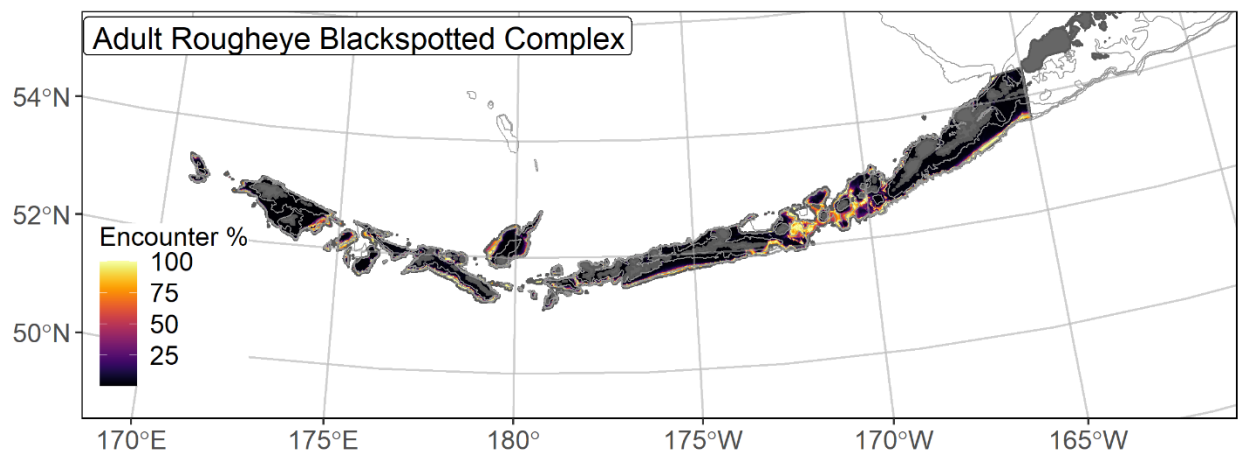 Adult Rougheye Blackspotted Complex
54°N
52°N
50°N
Encounter %
100
75
50
25
170°E
175°E
180°
175°W
170°W
165°W